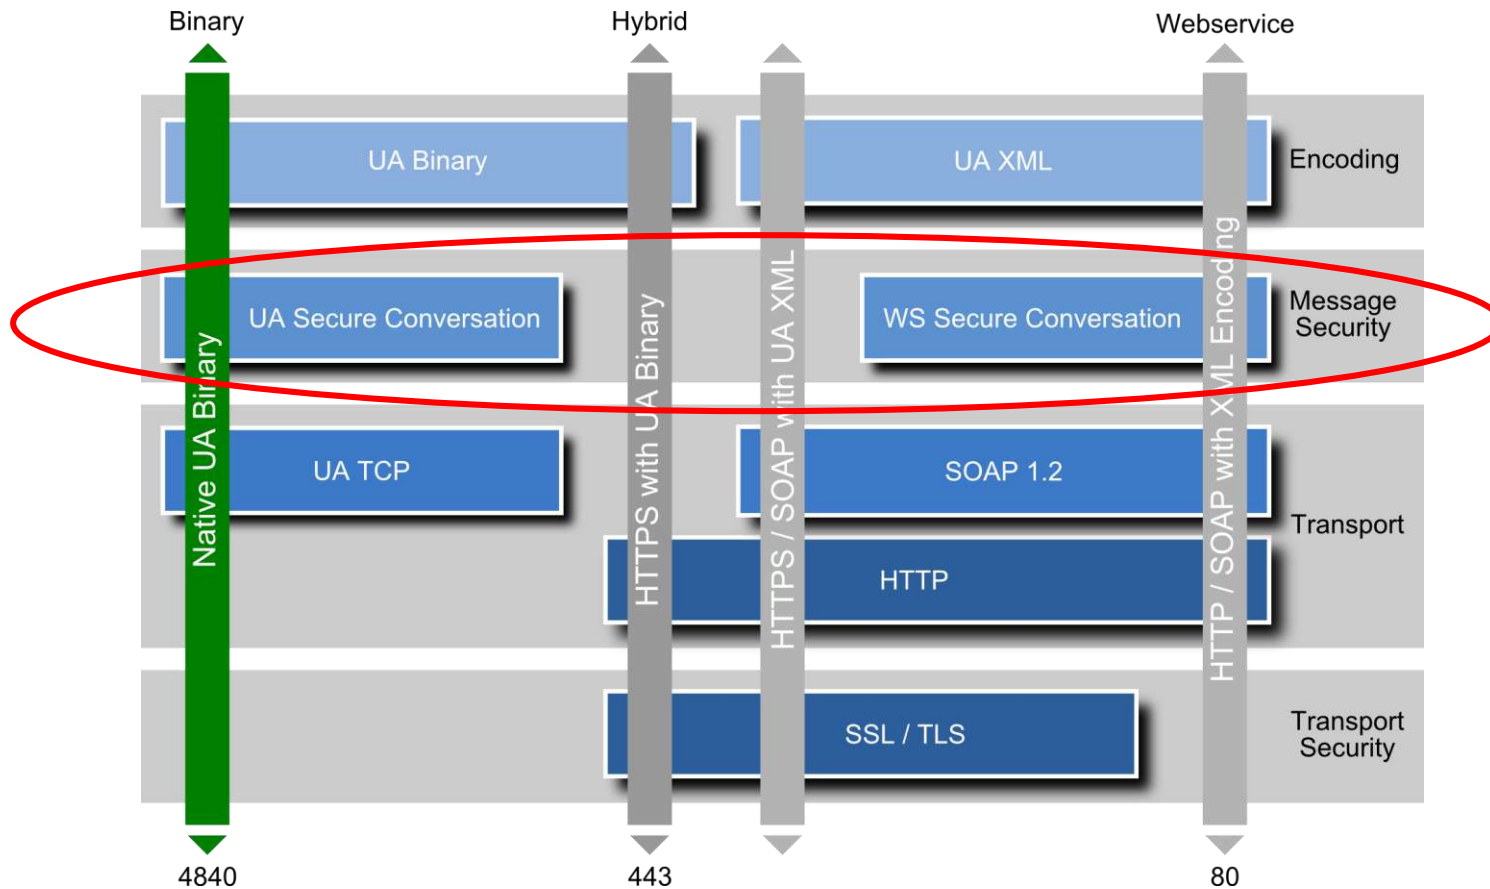 Binary
Hybrid
Webservice
UA Binary
UA XML
Encoding
UA Secure Conversation
WS Secure Conversation
Message
Security
UA TCP
SOAP 1.2
HTTP
Transport
SSL / TLS
Transport
Security
Native UA Binary
HTTPS with UA Binary
HTTPS / SOAP with UA XML
HTTP / SOAP with XML Encoding
4840
443
80